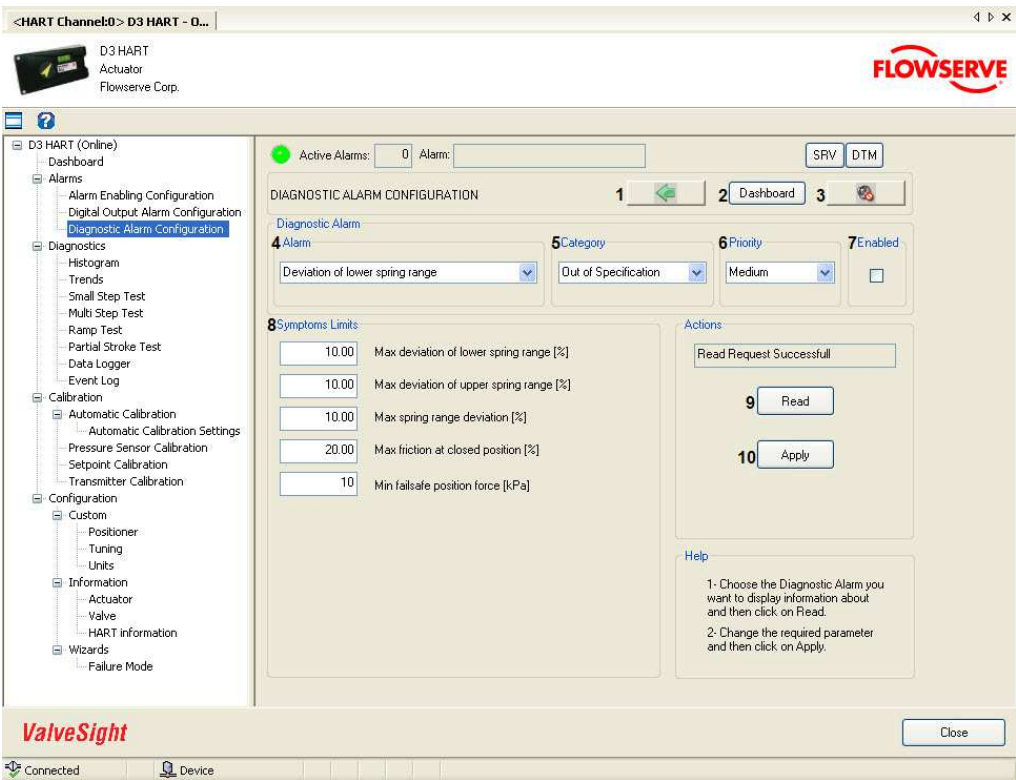 <HART Channel:0> D3 HART - O...
D3 HART
Actuator
Flowserve Corp.
FLOWSERVE
D3 HART (Online)
Dashboard
Alarms
Alarm Enabling Configuration
Digital Output Alarm Configuration
Diagnostic Alarm Configuration
Diagnostics
Histogram
Trends
Small Step Test
Multi Step Test
Ramp Test
Partial Stroke Test
Data Logger
Event Log
Calibration
Automatic Calibration
Automatic Calibration Settings
Pressure Sensor Calibration
Setpoint Calibration
Transmitter Calibration
Configuration
Custom
Positioner
Tuning
Units
Information
Actuator
Valve
HART information
Wizards
Failure Mode
Active Alarms: 0 Alarm: SRV DTM
DIAGNOSTIC ALARM CONFIGURATION 1 2 Dashboard 3
Diagnostic Alarm
4 Alarm 5 Category 6 Priority 7 Enabled
Deviation of lower spring range Out of Specification Medium
8 Symptoms Limits
10.00 Max deviation of lower spring range [%]
10.00 Max deviation of upper spring range [%]
10.00 Max spring range deviation [%]
20.00 Max friction at closed position [%]
10 Min failsafe position force [kPa]
Actions
Read Request Successfull
9 Read
10 Apply
Help
1- Choose the Diagnostic Alarm you
want to display information about
and then click on Read.
2- Change the required parameter
and then click on Apply.
ValveSight
Close
Connected Device